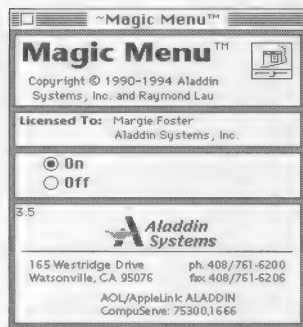 ~Magic Menu™
Magic Menu™
Copyright © 1990-1994 Aladdin
Systems, Inc. and Raymond Lau
Licensed To: Margie Foster
Aladdin Systems, Inc.
On
Off
3.5
Aladdin
Systems
165 Westridge Drive ph. 408/761-6200
Watsonville, CA 95076 fax 408/761-6206
AOL/AppleLink ALADDIN
CompuServe: 75300,1666